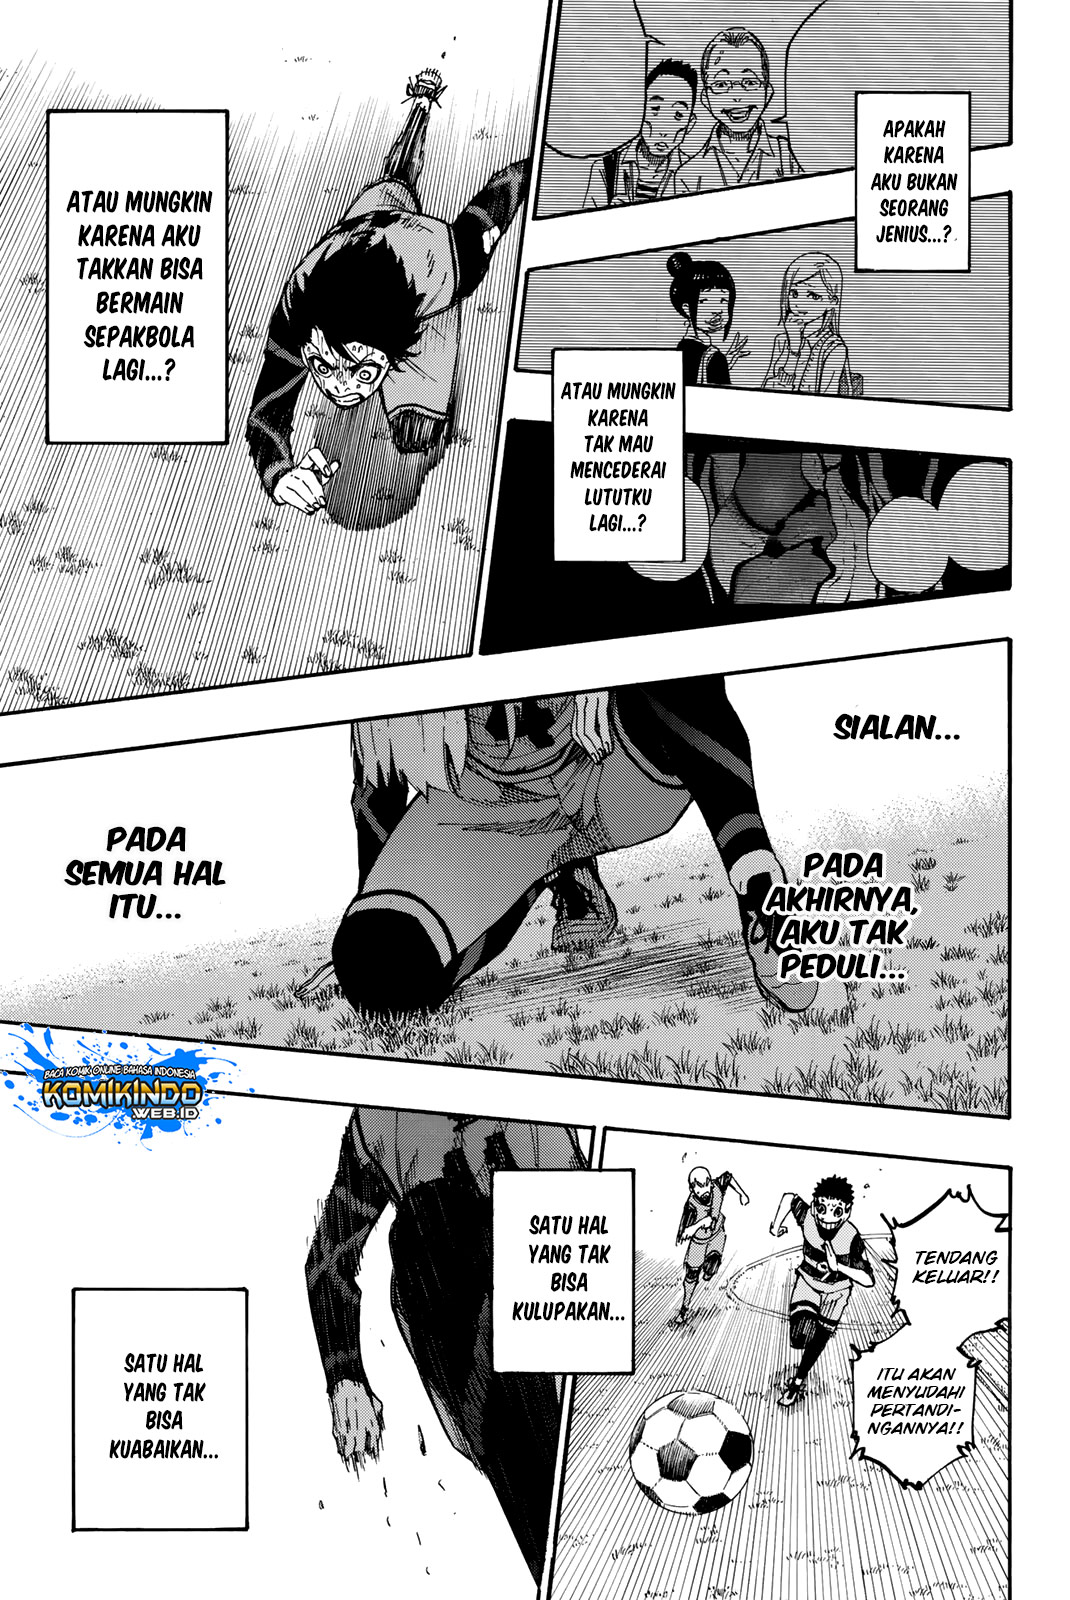 APAKAH
KARENA
AKU BUKAN
SEORANG
JENIUS...?
ATAU MUNGKIN
KARENA
TAK MAU
MENCEDERAI
LUTUTKU
LAGI...?
ATAU MUNGKIN
KARENA AKU
TAKKAN BISA
BERMAIN
SEPAKBOLA
LAGI...?
SIALAN...
PADA
AKHIRNYA,
AKU TAK
PEDULI...
PADA
SEMUA HAL
ITU...
BACA KOMIK ONLINE BAHASA INDONESIA
KOMIKINDO
.WEB.ID
TENDANG
KELUAR!!
ITU AKAN
MENYUDAHI
PERTANDI-
NGANNYA!!
SATU HAL
YANG TAK
BISA
KULUPAKAN...
SATU HAL
YANG TAK
BISA
KUABAIKAN...